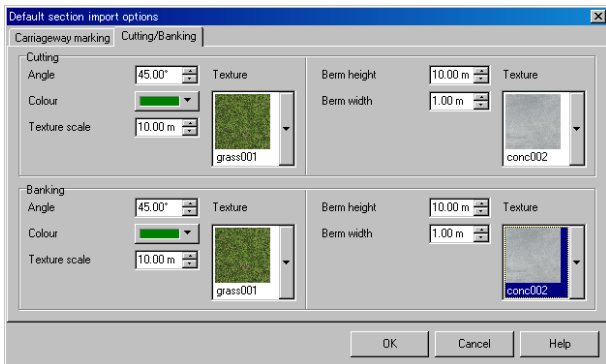 Default section import options
Carriageway marking Cutting/Banking
Cutting
Angle 45.00° Texture Berm height 10.00 m Texture
Colour Berm width 1.00 m
Texture scale 10.00 m
grass001 conc002
Banking
Angle 45.00° Texture Berm height 10.00 m Texture
Colour Berm width 1.00 m
Texture scale 10.00 m
grass001 conc002
OK Cancel Help